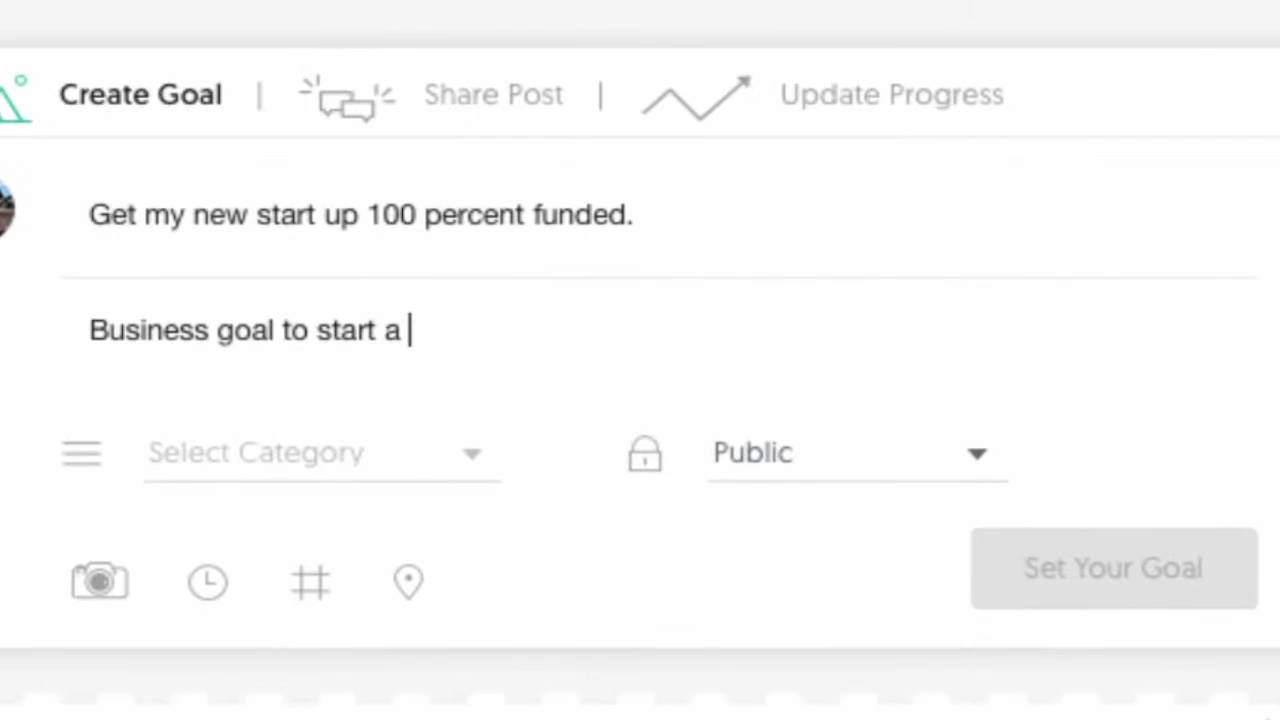 Create Goal | Share Post | Update Progress
Get my new start up 100 percent funded.
Business goal to start a
Select Category Public
Set Your Goal